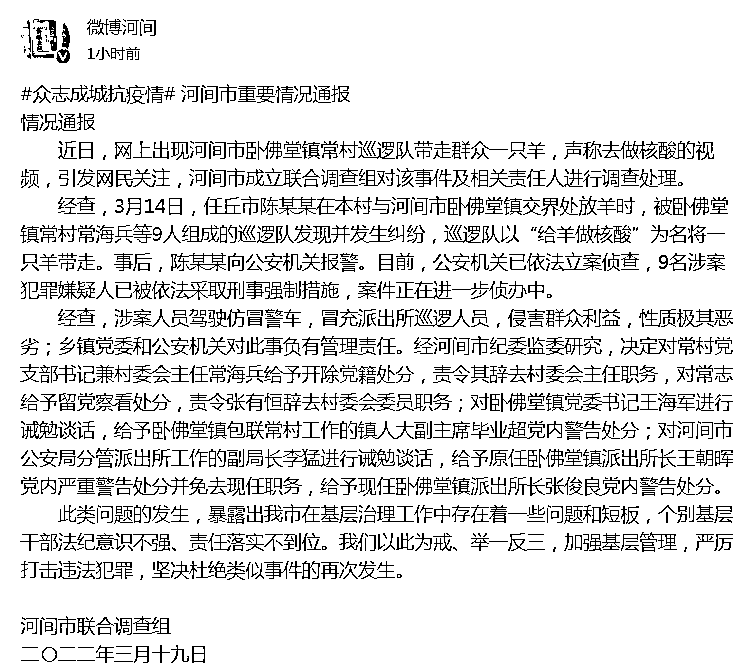 微博河间
1小时前
#众志成城抗疫情# 河间市重要情况通报
情况通报
近日，网上出现河间市卧佛堂镇常村巡逻队带走群众一只羊，声称去做核酸的视
频，引发网民关注，河间市成立联合调查组对该事件及相关责任人进行调查处理。
经查，3月14日，任丘市陈某某在本村与河间市卧佛堂镇交界处放羊时，被卧佛堂
镇常村常海兵等9人组成的巡逻队发现并发生纠纷，巡逻队以“给羊做核酸”为名将一
只羊带走。事后，陈某某向公安机关报警。目前，公安机关已依法立案侦查，9名涉案
犯罪嫌疑人已被依法采取刑事强制措施，案件正在进一步侦办中。
经查，涉案人员驾驶仿冒警车，冒充派出所巡逻人员，侵害群众利益，性质极其恶
劣；乡镇党委和公安机关对此事负有管理责任。经河间市纪委监委研究，决定对常村党
支部书记兼村委会主任常海兵给予开除党籍处分，责令其辞去村委会主任职务，对常志
给予留党察看处分，责令张有恒辞去村委会委员职务；对卧佛堂镇党委书记王海军进行
诫勉谈话，给予卧佛堂镇包联常村工作的镇人大副主席毕业超党内警告处分；对河间市
公安局分管派出所工作的副局长李猛进行诫勉谈话，给予原任卧佛堂镇派出所长王朝晖
党内严重警告处分并免去现任职务，给予现任卧佛堂镇派出所长张俊良党内警告处分。
此类问题的发生，暴露出我市在基层治理工作中存在着一些问题和短板，个别基层
干部法纪意识不强、责任落实不到位。我们以此为戒、举一反三，加强基层管理，严厉
打击违法犯罪，坚决杜绝类似事件的再次发生。
河间市联合调查组
二〇二二年三月十九日